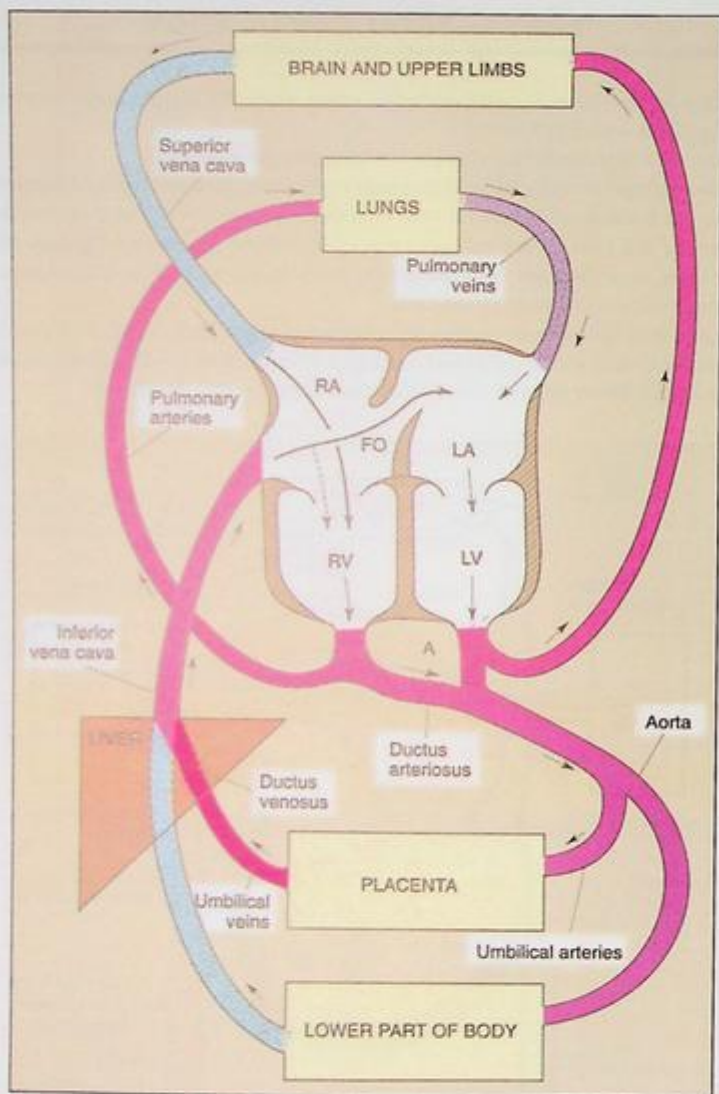 BRAIN AND UPPER LIMBS
Superior
vena cava
LUNGS
Pulmonary
veins
RA
Pulmonary
arteries
FO
LA
RV
LV
Inferior
vena cava
A
LIVER
Aorta
Ductus
arteriosus
Ductus
venosus
PLACENTA
Umbilical
veins
Umbilical arteries
LOWER PART OF BODY